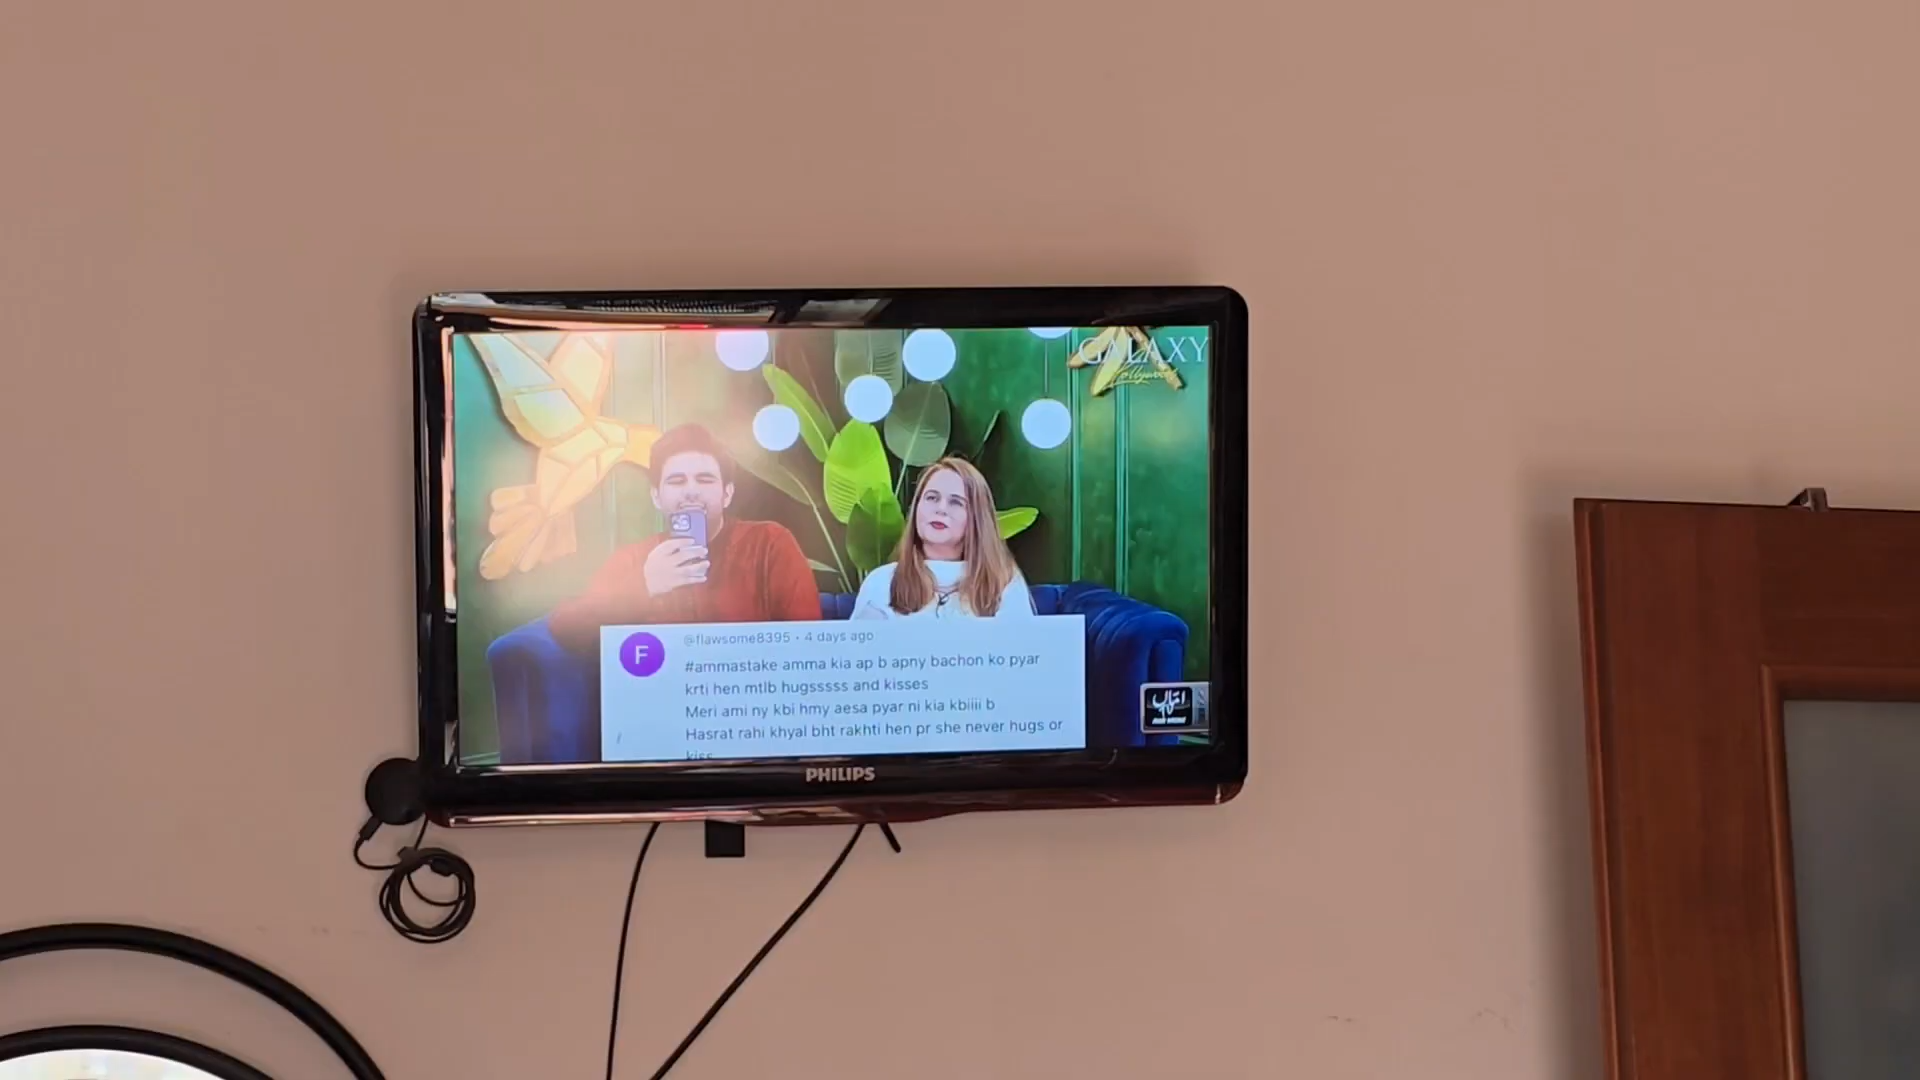 GALAXY
Lollywood
@flawsome8395 • 4 days ago
F
#ammastake amma kia ap b apny bachon ko pyar
krti hen mtlb hugsssss and kisses
Meri ami ny kbi hmy aesa pyar ni kia kbiiii b
Hasrat rahi khyal bht rakhti hen pr she never hugs or
kiss
PHILIPS